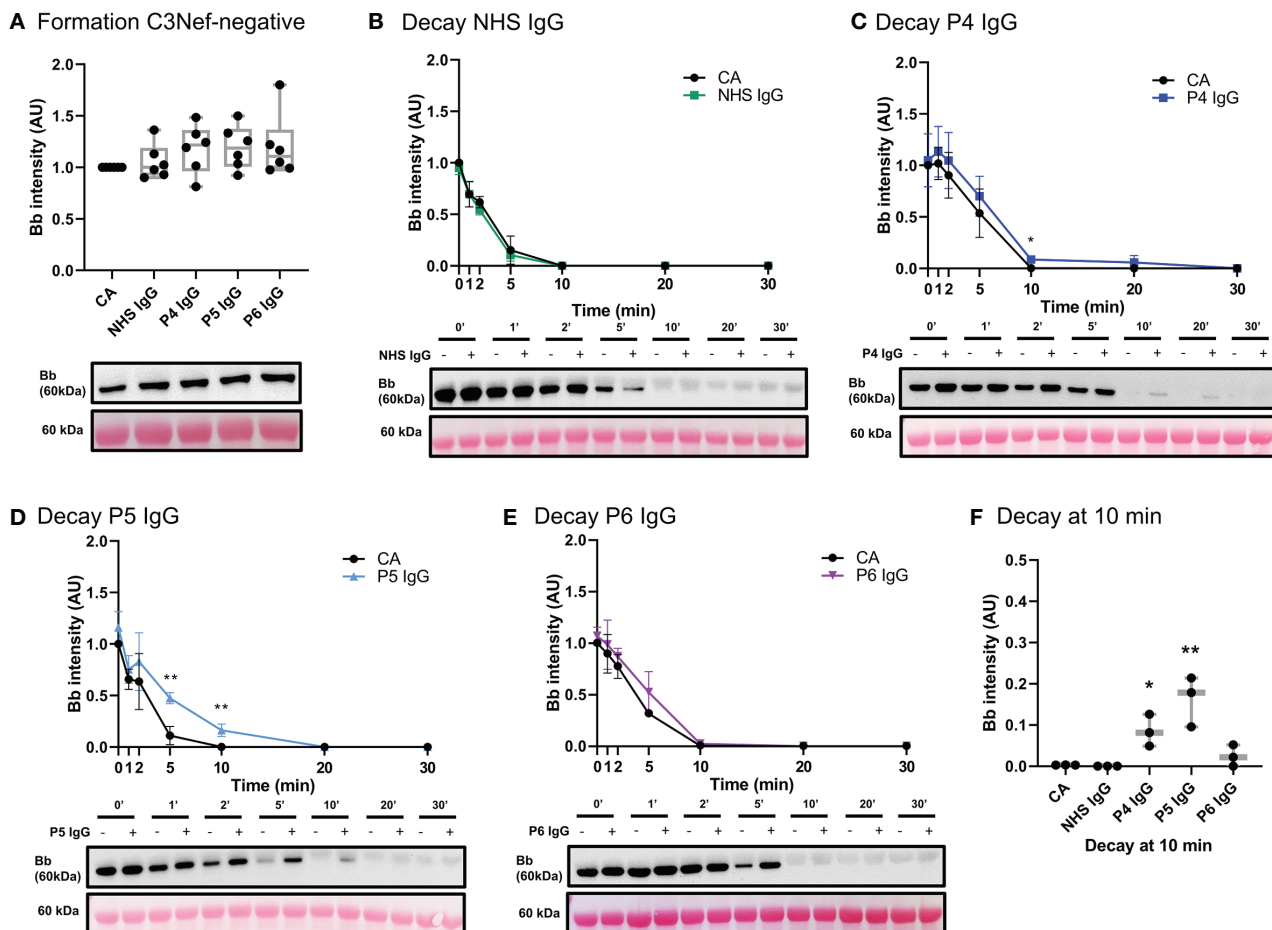 A Formation C3Nef-negative
Bb intensity (AU)
2.0
1.5
1.0
0.5
0.0
CA
NHS IgG
P4 IgG
P5 IgG
P6 IgG
Bb
(60kDa)
60 kDa
B Decay NHS IgG
Bb intensity (AU)
2.0
1.5
1.0
0.5
0.0
CA
NHS IgG
0 1 2 5 10 20 30
Time (min)
0' 1' 2' 5' 10' 20' 30'
NHS IgG - + - + - + - + - + - + - +
Bb
(60kDa)
60 kDa
C Decay P4 IgG
Bb intensity (AU)
2.0
1.5
1.0
0.5
0.0
CA
P4 IgG
*
0 1 2 5 10 20 30
Time (min)
0' 1' 2' 5' 10' 20' 30'
P4 IgG - + - + - + - + - + - + - +
Bb
(60kDa)
60 kDa
D Decay P5 IgG
Bb intensity (AU)
2.0
1.5
1.0
0.5
0.0
CA
P5 IgG
**
**
0 1 2 5 10 20 30
Time (min)
0' 1' 2' 5' 10' 20' 30'
P5 IgG - + - + - + - + - + - + - +
Bb
(60kDa)
60 kDa
E Decay P6 IgG
Bb intensity (AU)
2.0
1.5
1.0
0.5
0.0
CA
P6 IgG
0 1 2 5 10 20 30
Time (min)
0' 1' 2' 5' 10' 20' 30'
P6 IgG - + - + - + - + - + - + - +
Bb
(60kDa)
60 kDa
F Decay at 10 min
Bb intensity (AU)
0.5
0.4
0.3
0.2
0.1
0.0
*
**
CA
NHS IgG
P4 IgG
P5 IgG
P6 IgG
Decay at 10 min